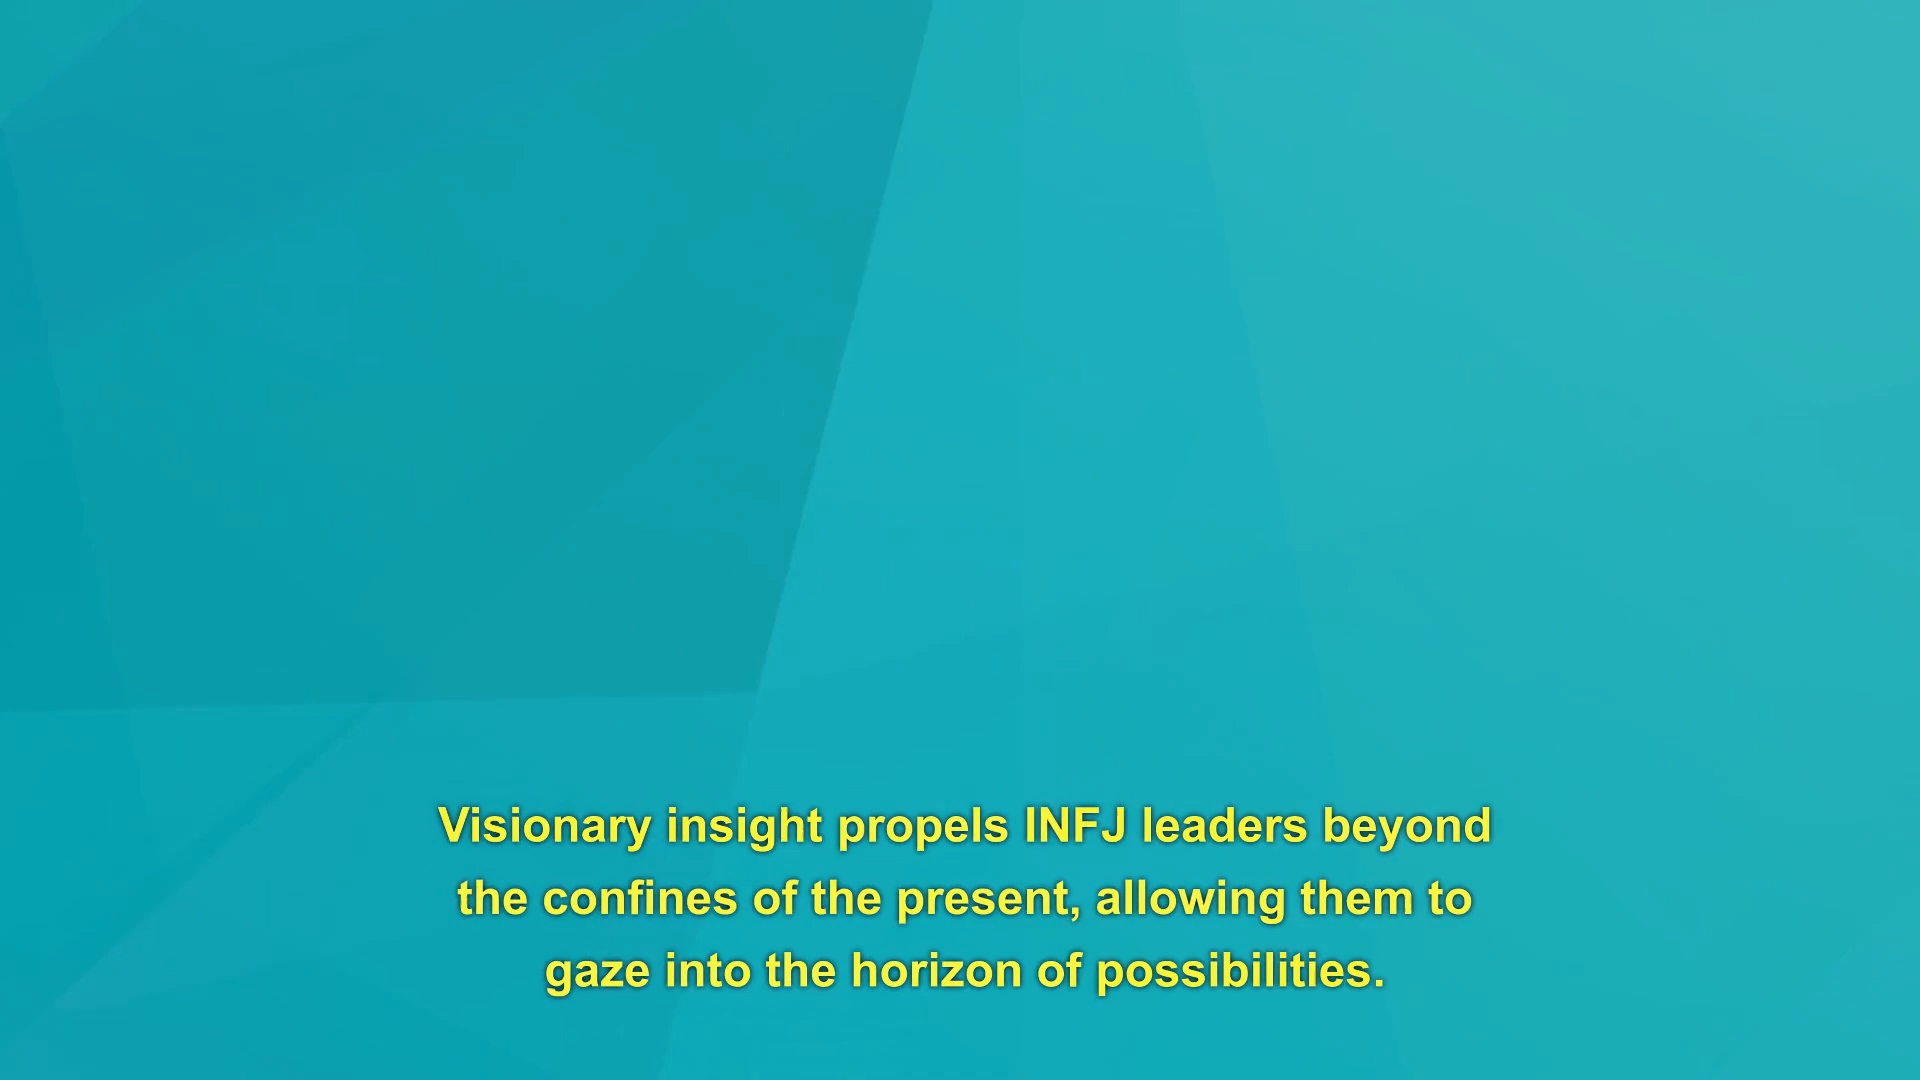 Visionary insight propels INFJ leaders beyond
the confines of the present, allowing them to
gaze into the horizon of possibilities.